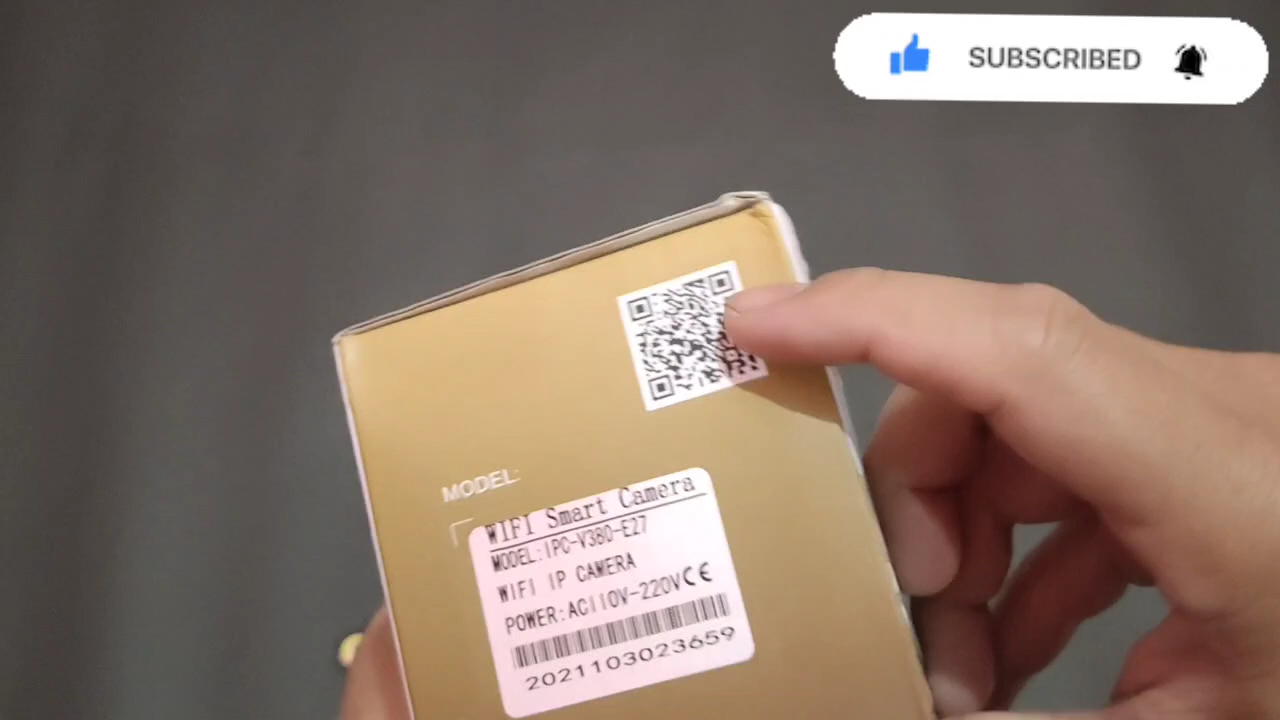 SUBSCRIBED
MODEL:
WIFI Smart Camera
MODEL:IPC-V380-E27
WIFI IP CAMERA
POWER:AC110V-220V CE
2021103023659